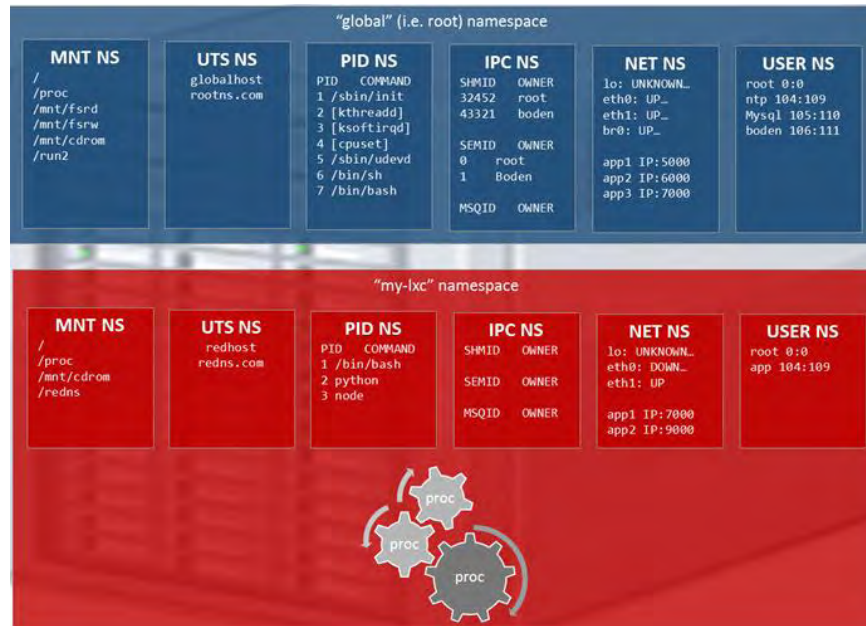 “global” (i.e. root) namespace
MNT NS
/
/proc
/mnt/fsrd
/mnt/fsrw
/mnt/cdrom
/run2
UTS NS
globalhost
rootns.com
PID NS
PID COMMAND
1 /sbin/init
2 [kthreadd]
3 [ksoftirqd]
4 [cpuset]
5 /sbin/udevd
6 /bin/sh
7 /bin/bash
IPC NS
SHMID OWNER
32452 root
43321 boden
SEMID OWNER
0 root
1 Boden
MSQID OWNER
NET NS
lo: UNKNOWN…
eth0: UP…
eth1: UP…
br0: UP…
app1 IP:5000
app2 IP:6000
app3 IP:7000
USER NS
root 0:0
ntp 104:109
Mysql 105:110
boden 106:111
“my-lxc” namespace
MNT NS
/
/proc
/mnt/cdrom
/redns
UTS NS
redhost
redns.com
PID NS
PID COMMAND
1 /bin/bash
2 python
3 node
IPC NS
SHMID OWNER
SEMID OWNER
MSQID OWNER
NET NS
lo: UNKNOWN…
eth0: DOWN…
eth1: UP
app1 IP:7000
app2 IP:9000
USER NS
root 0:0
app 104:109
proc
proc
proc